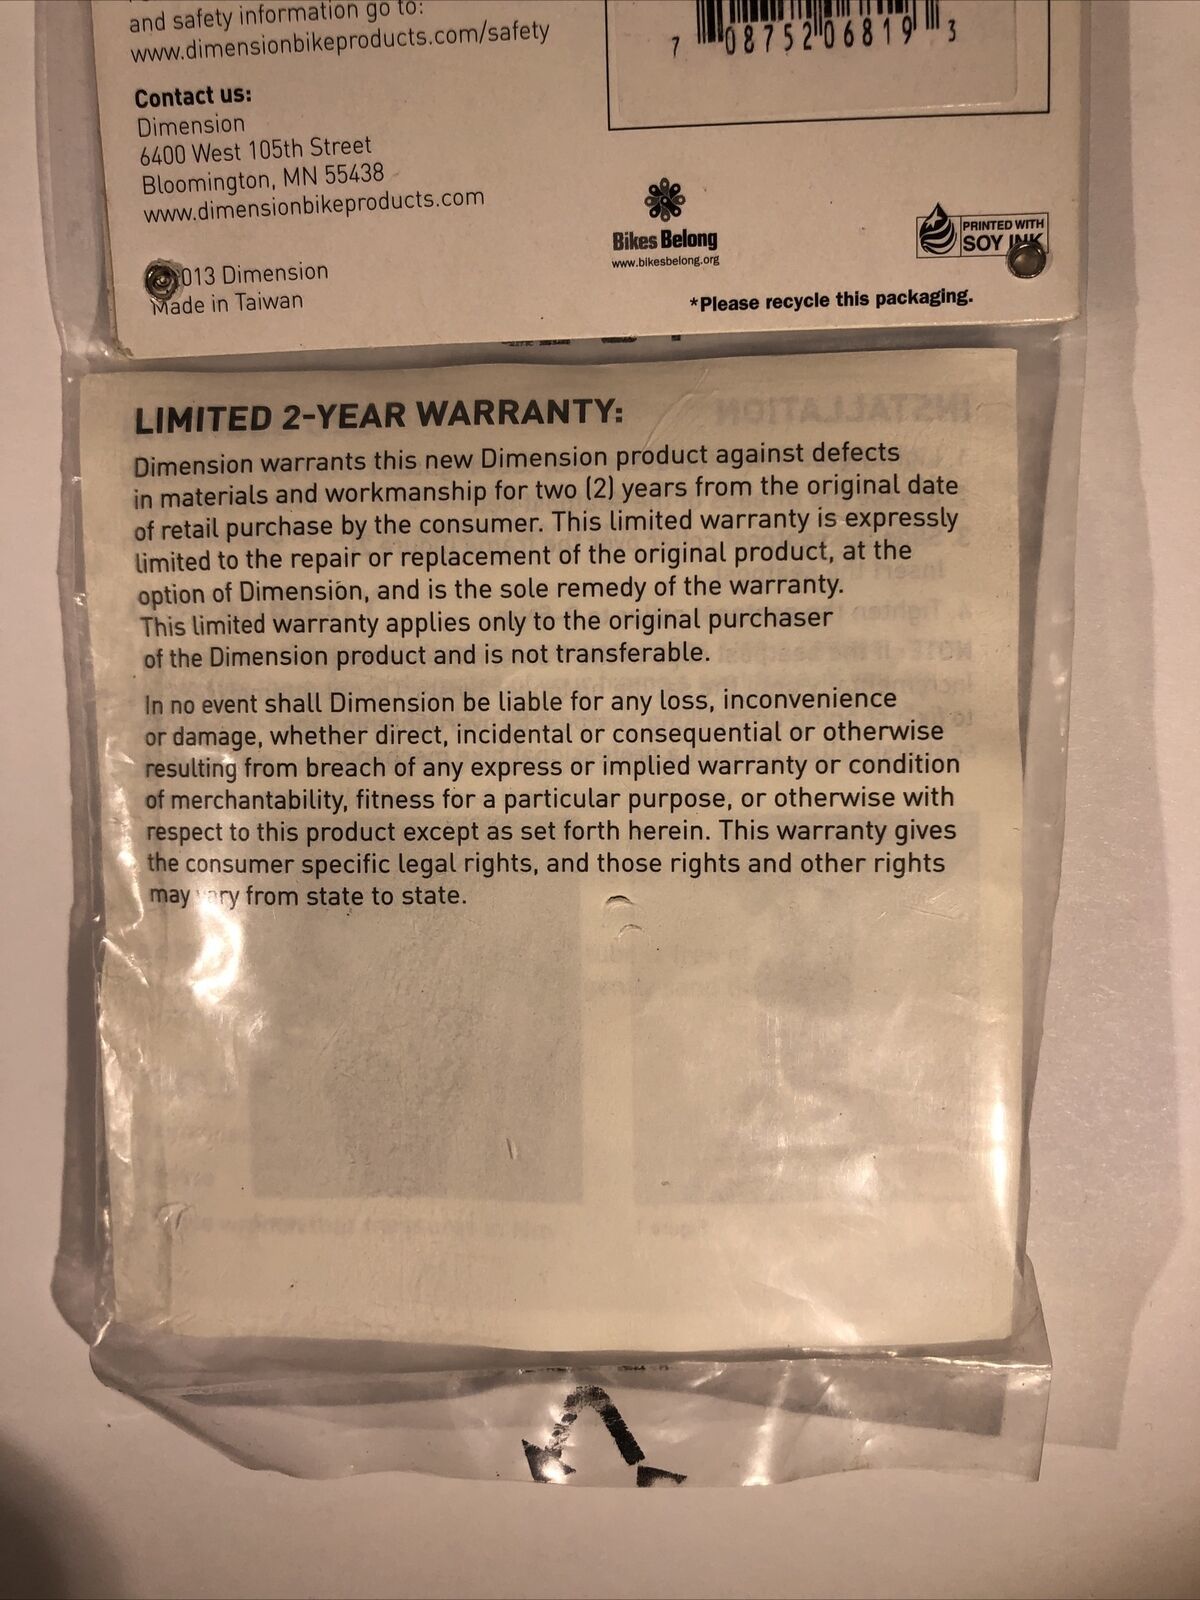 and safety information go to:
www.dimensionbikeproducts.com/safety
Contact us:
Dimension
6400 West 105th Street
Bloomington, MN 55438
www.dimensionbikeproducts.com
013 Dimension
Made in Taiwan
7 08752 06819 3
Bikes Belong
www.bikesbelong.org
PRINTED WITH
SOY INK
*Please recycle this packaging.
LIMITED 2-YEAR WARRANTY:
Dimension warrants this new Dimension product against defects
in materials and workmanship for two (2) years from the original date
of retail purchase by the consumer. This limited warranty is expressly
limited to the repair or replacement of the original product, at the
option of Dimension, and is the sole remedy of the warranty.
This limited warranty applies only to the original purchaser
of the Dimension product and is not transferable.
In no event shall Dimension be liable for any loss, inconvenience
or damage, whether direct, incidental or consequential or otherwise
resulting from breach of any express or implied warranty or condition
of merchantability, fitness for a particular purpose, or otherwise with
respect to this product except as set forth herein. This warranty gives
the consumer specific legal rights, and those rights and other rights
may vary from state to state.
INSTALLATION